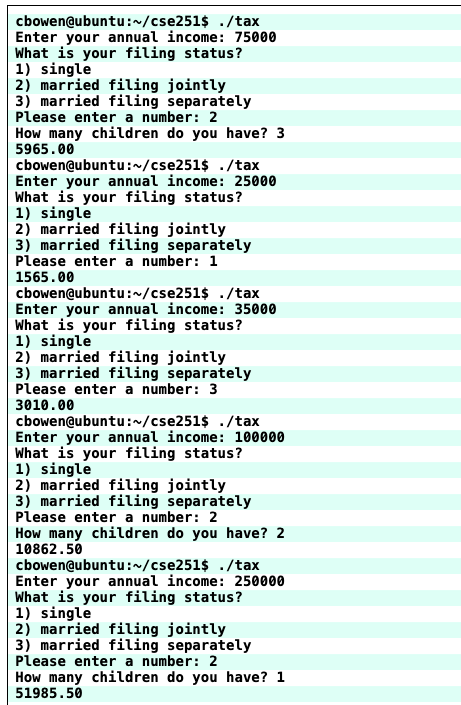 cbowen@ubuntu:~/cse251$ ./tax
Enter your annual income: 75000
What is your filing status?
1) single
2) married filing jointly
3) married filing separately
Please enter a number: 2
How many children do you have? 3
5965.00
cbowen@ubuntu:~/cse251$ ./tax
Enter your annual income: 25000
What is your filing status?
1) single
2) married filing jointly
3) married filing separately
Please enter a number: 1
1565.00
cbowen@ubuntu:~/cse251$ ./tax
Enter your annual income: 35000
What is your filing status?
1) single
2) married filing jointly
3) married filing separately
Please enter a number: 3
3010.00
cbowen@ubuntu:~/cse251$ ./tax
Enter your annual income: 100000
What is your filing status?
1) single
2) married filing jointly
3) married filing separately
Please enter a number: 2
How many children do you have? 2
10862.50
cbowen@ubuntu:~/cse251$ ./tax
Enter your annual income: 250000
What is your filing status?
1) single
2) married filing jointly
3) married filing separately
Please enter a number: 2
How many children do you have? 1
51985.50